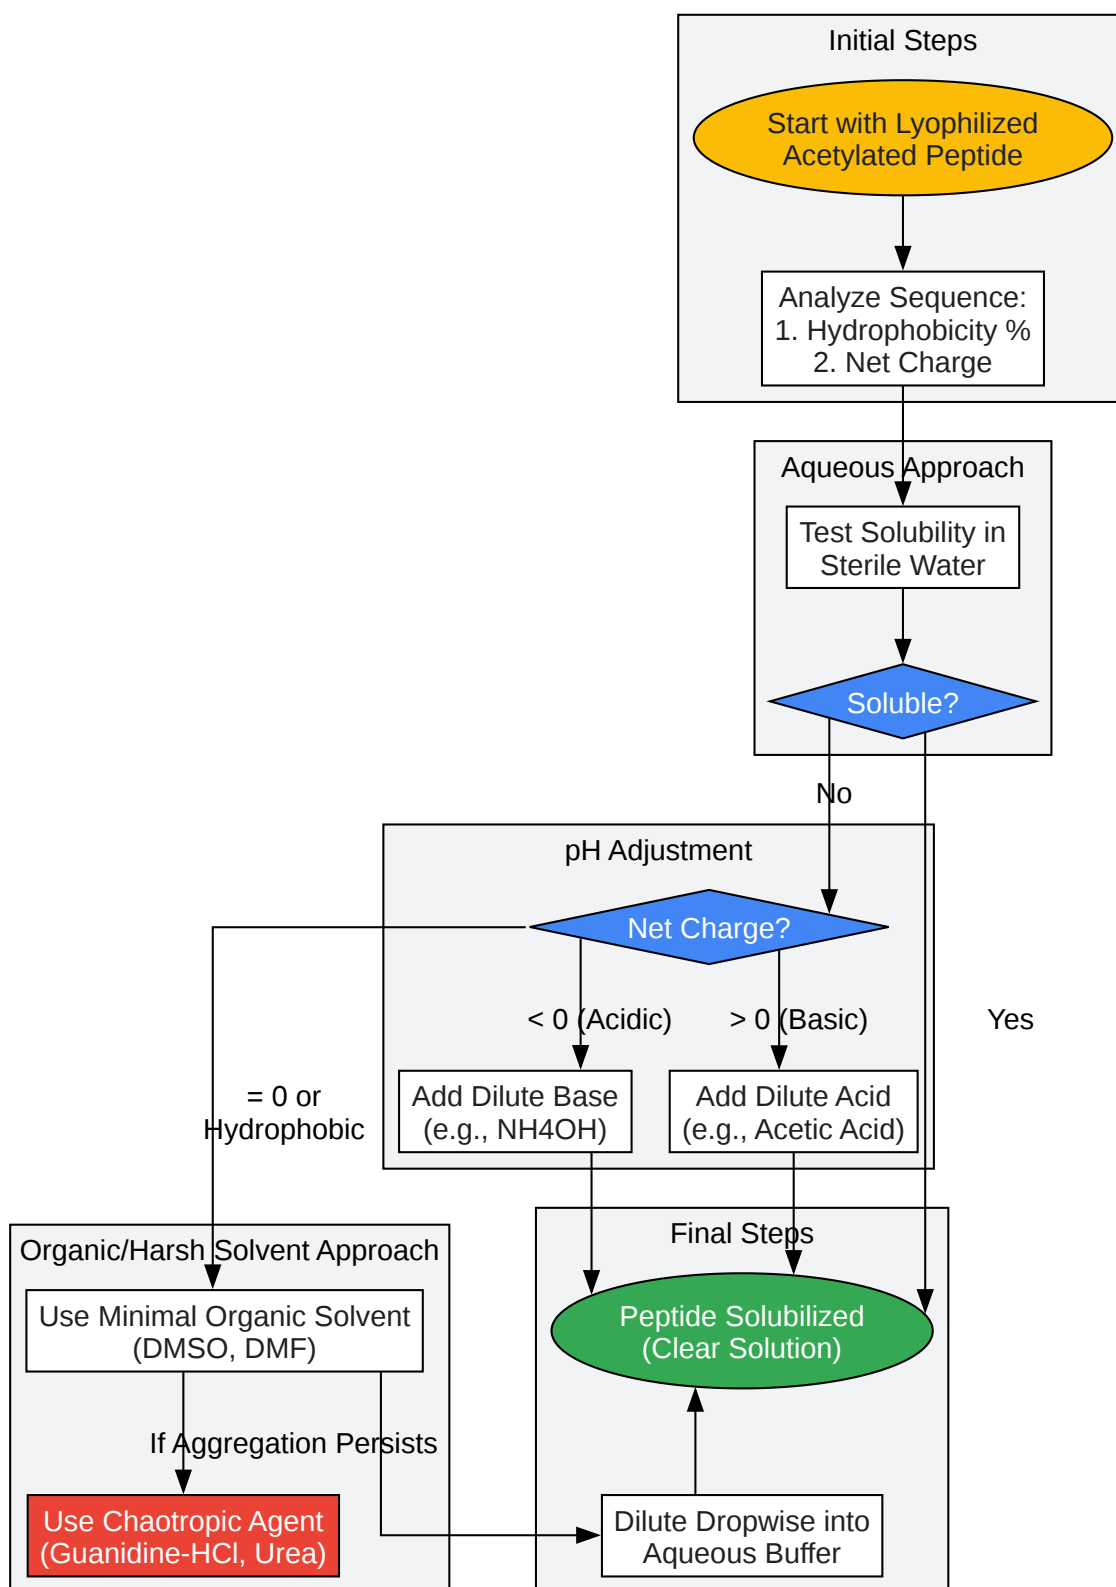 Initial Steps
Start with Lyophilized
Acetylated Peptide
Analyze Sequence:
1. Hydrophobicity %
2. Net Charge
Aqueous Approach
Test Solubility in
Sterile Water
Soluble?
No
Yes
pH Adjustment
Net Charge?
< 0 (Acidic)
> 0 (Basic)
= 0 or
Hydrophobic
Add Dilute Base
(e.g., NH4OH)
Add Dilute Acid
(e.g., Acetic Acid)
Organic/Harsh Solvent Approach
Use Minimal Organic Solvent
(DMSO, DMF)
If Aggregation Persists
Use Chaotropic Agent
(Guanidine-HCl, Urea)
Final Steps
Peptide Solubilized
(Clear Solution)
Dilute Dropwise into
Aqueous Buffer